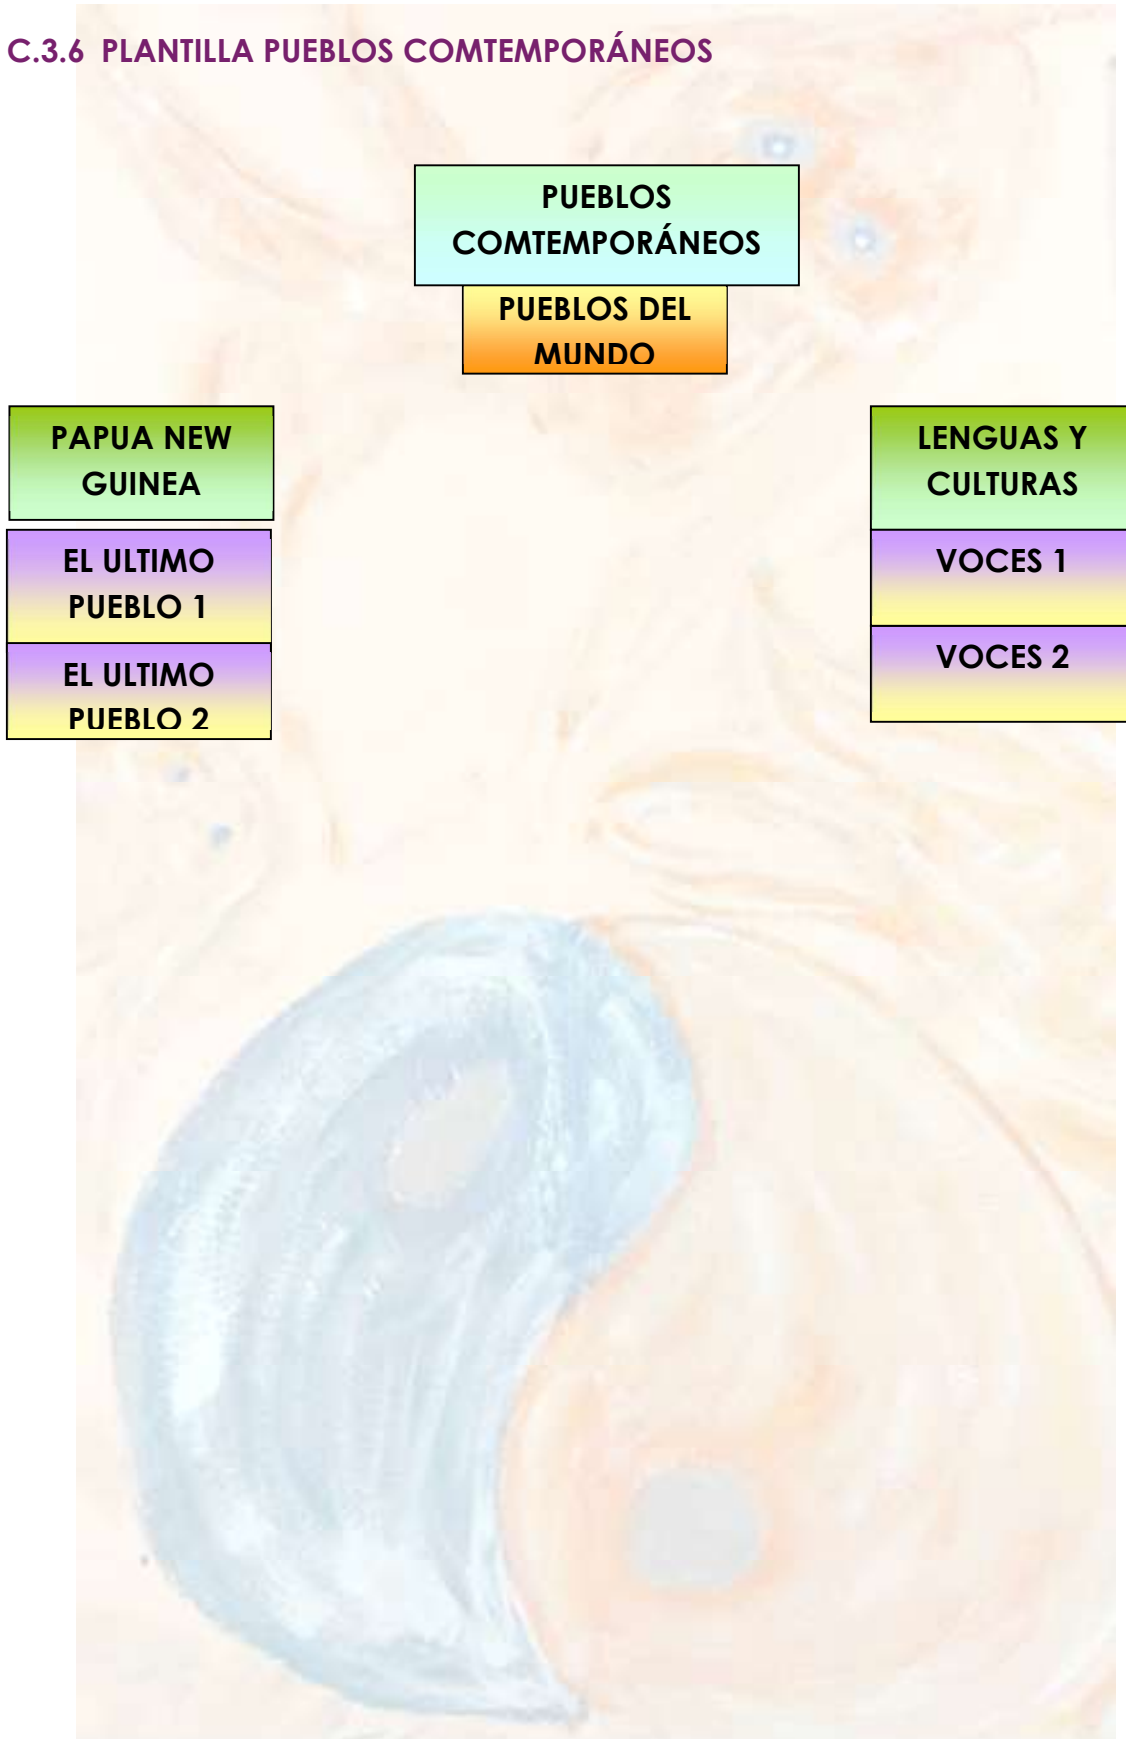 C.3.6 PLANTILLA PUEBLOS COMTEMPORÁNEOS
PUEBLOS
COMTEMPORÁNEOS
PUEBLOS DEL
MUNDO
PAPUA NEW
GUINEA
EL ULTIMO
PUEBLO 1
EL ULTIMO
PUEBLO 2
LENGUAS Y
CULTURAS
VOCES 1
VOCES 2